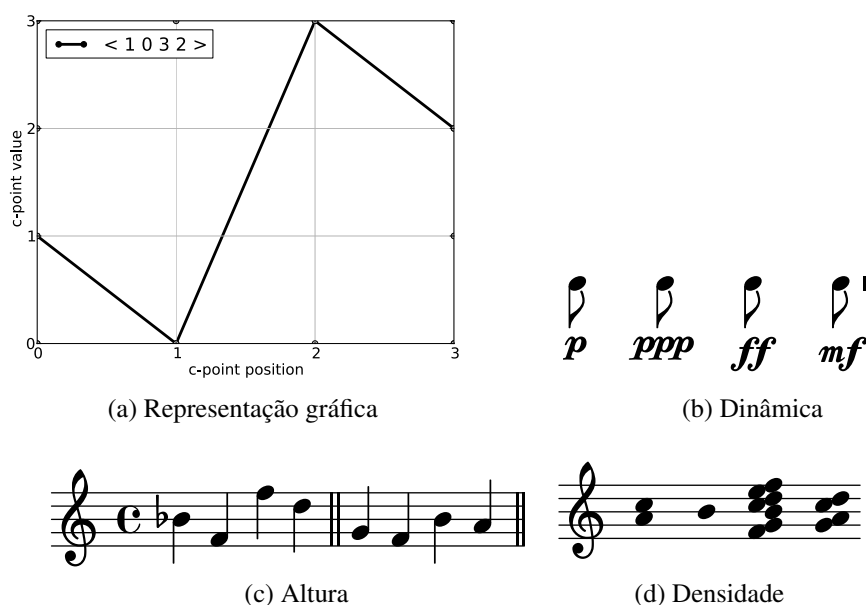 3
< 1 0 3 2 >
2
c-point value
1
0
0 1 2 3
c-point position
p ppp ff mf
(a) Representação gráfica
(b) Dinâmica
(c) Altura
(d) Densidade